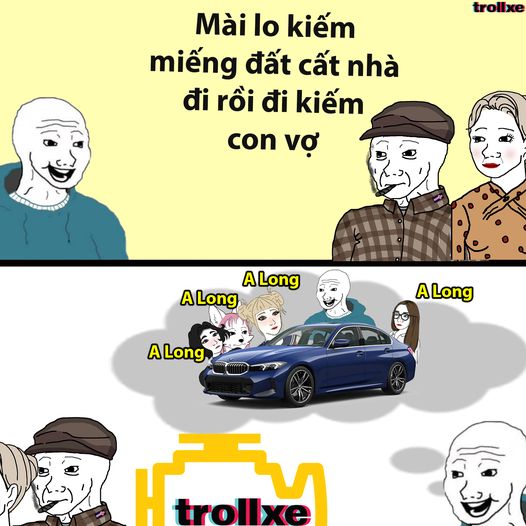 trollxe
Mài lo kiếm
miếng đất cất nhà
đi rồi đi kiếm
con vợ
A Long
A Long
A Long
A Long
trollxe